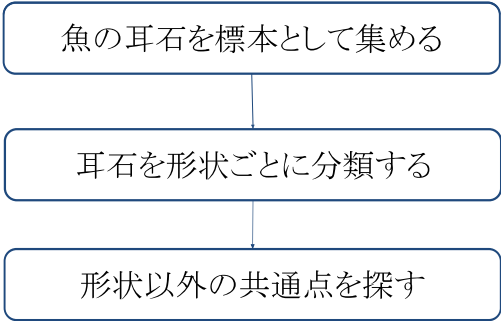 魚の耳石を標本として集める
耳石を形状ごとに分類する
形状以外の共通点を探す